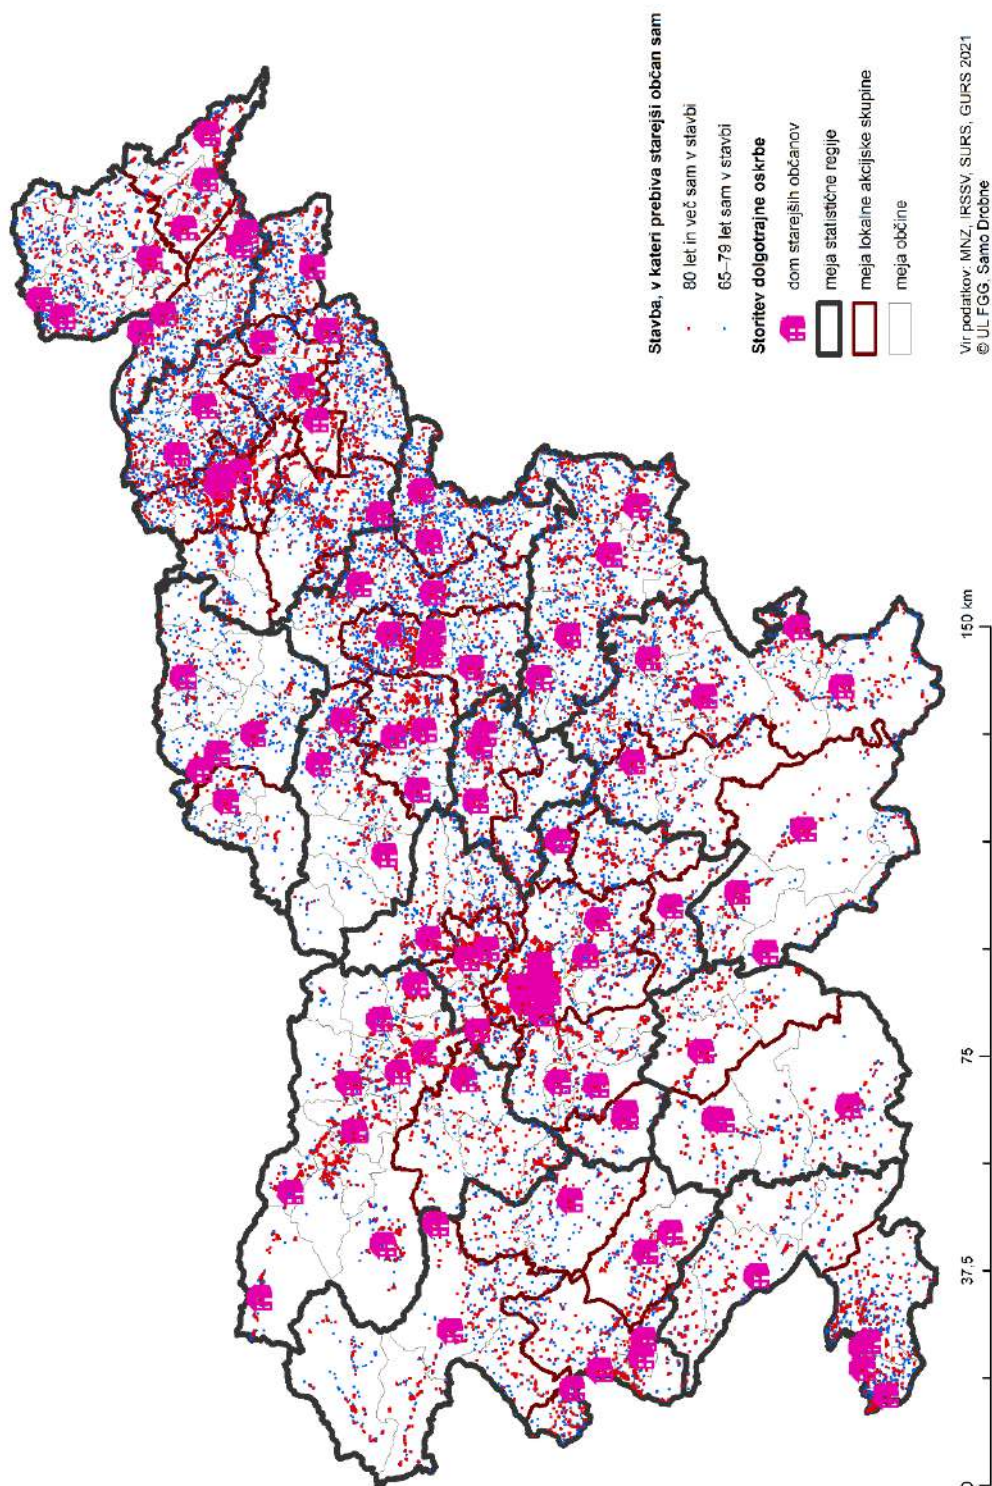 Stavba, v kateri prebiva starejši občan sam
80 let in več sam v stavbi
65–79 let sam v stavbi
Storitev dolgotrajne oskrbe
dom starejših občanov
meja statistične regije
meja lokalne akcijske skupine
meja občine
Vir podatkov: MNZ, IRSSV, SURS, GURS 2021
© UL FGG, Samo Drobne
0
37.5
75
150 km